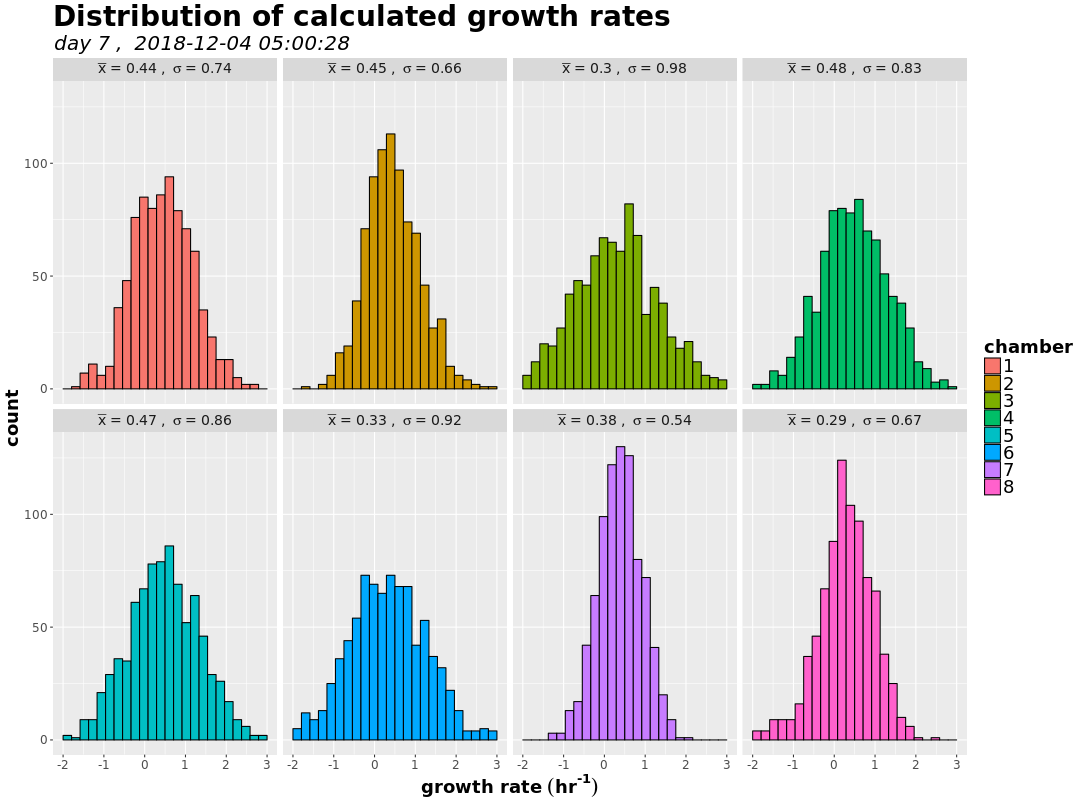 Distribution of calculated growth rates
day 7 ,  2018-12-04 05:00:28
x̅ = 0.44 ,  σ = 0.74
x̅ = 0.45 ,  σ = 0.66
x̅ = 0.3 ,  σ = 0.98
x̅ = 0.48 ,  σ = 0.83
100
50
0
x̅ = 0.47 ,  σ = 0.86
x̅ = 0.33 ,  σ = 0.92
x̅ = 0.38 ,  σ = 0.54
x̅ = 0.29 ,  σ = 0.67
100
50
0
-2 -1 0 1 2 3 -2 -1 0 1 2 3 -2 -1 0 1 2 3 -2 -1 0 1 2 3
count
growth rate (hr⁻¹)
chamber
1
2
3
4
5
6
7
8